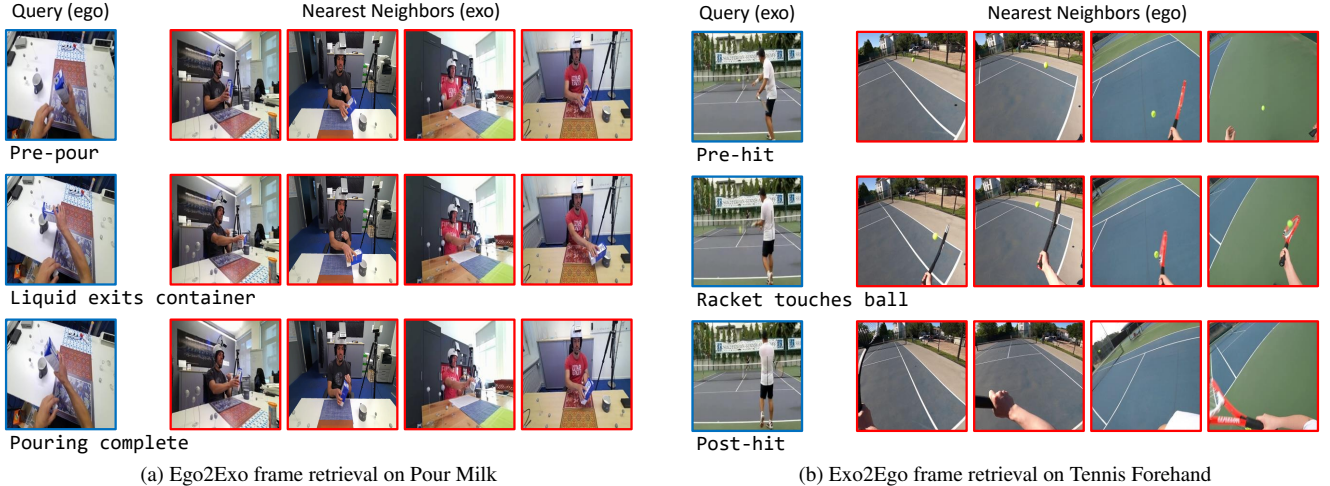 Query (ego)
Nearest Neighbors (exo)
Pre-pour
Liquid exits container
Pouring complete
(a) Ego2Exo frame retrieval on Pour Milk
Query (exo)
Nearest Neighbors (ego)
Pre-hit
Racket touches ball
Post-hit
(b) Exo2Ego frame retrieval on Tennis Forehand